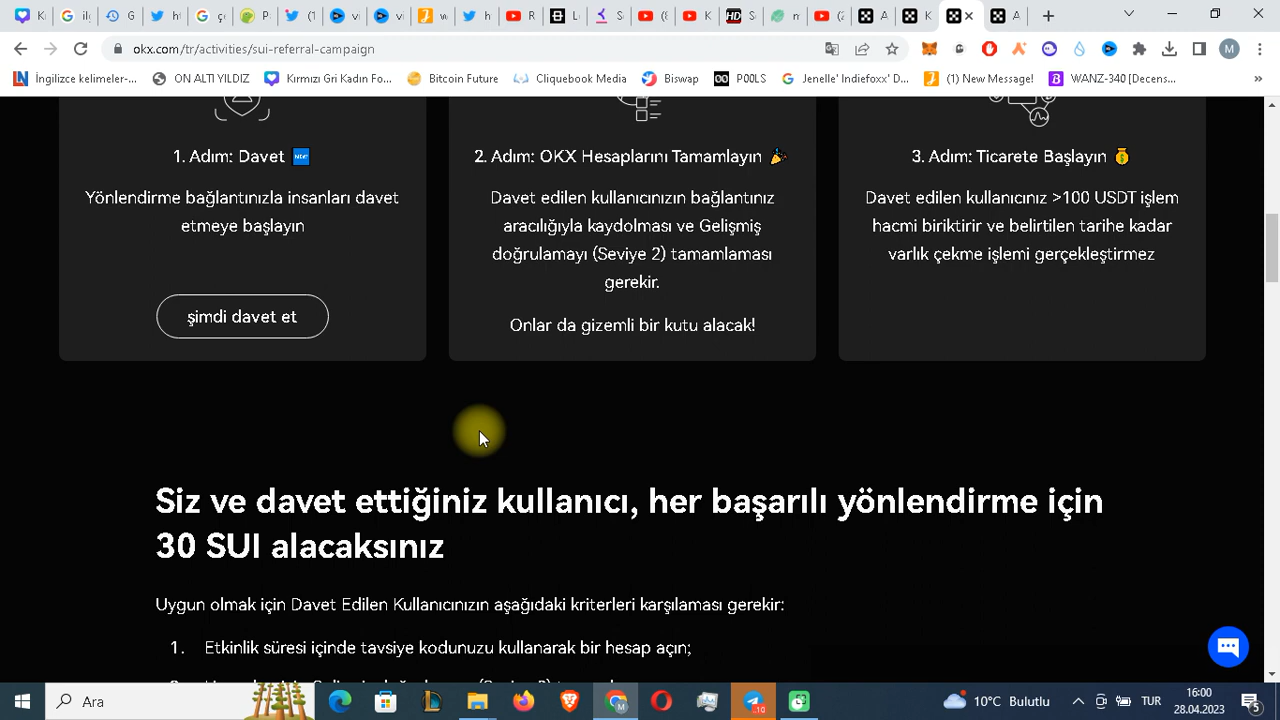 okx.com/tr/activities/sui-referral-campaign
İngilizce kelimeler-...
ON ALTI YILDIZ
Kırmızı Gri Kadın Fo...
Bitcoin Future
Cliquebook Media
Biswap
P00LS
Jenelle' Indiefoxx' D...
(1) New Message!
WANZ-340 [Decens...
1. Adım: Davet
Yönlendirme bağlantınızla insanları davet
etmeye başlayın
şimdi davet et
2. Adım: OKX Hesaplarını Tamamlayın
Davet edilen kullanıcınızın bağlantınız
aracılığıyla kaydolması ve Gelişmiş
doğrulamayı (Seviye 2) tamamlaması
gerekir.
Onlar da gizemli bir kutu alacak!
3. Adım: Ticarete Başlayın
Davet edilen kullanıcınız >100 USDT işlem
hacmi biriktirir ve belirtilen tarihe kadar
varlık çekme işlemi gerçekleştirmez
Siz ve davet ettiğiniz kullanıcı, her başarılı yönlendirme için
30 SUI alacaksınız
Uygun olmak için Davet Edilen Kullanıcınızın aşağıdaki kriterleri karşılaması gerekir:
1. Etkinlik süresi içinde tavsiye kodunuzu kullanarak bir hesap açın;
Ara
10°C Bulutlu
TUR
16:00
28.04.2023